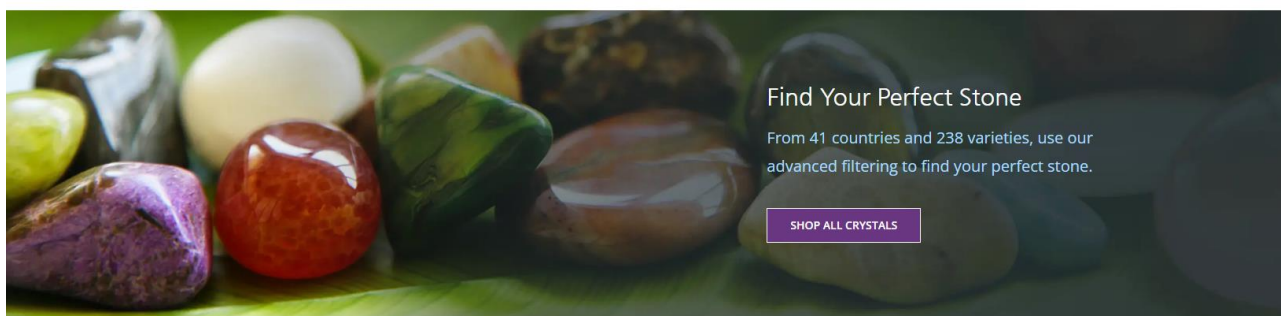 Find Your Perfect Stone
From 41 countries and 238 varieties, use our
advanced filtering to find your perfect stone.
SHOP ALL CRYSTALS